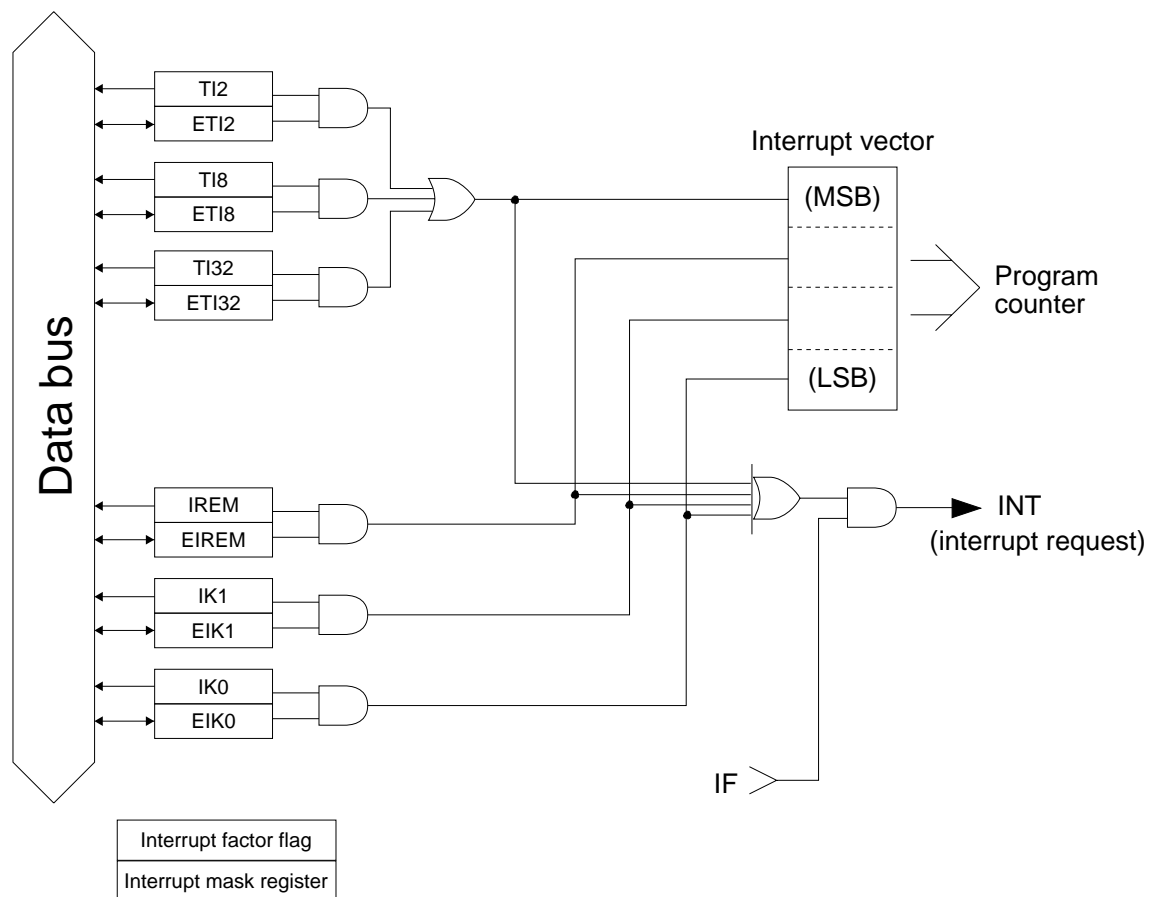 Data bus
TI2
ETI2
TI8
ETI8
TI32
ETI32
IREM
EIREM
IK1
EIK1
IK0
EIK0
Interrupt vector
(MSB)
(LSB)
Program
counter
INT
(interrupt request)
IF
Interrupt factor flag
Interrupt mask register